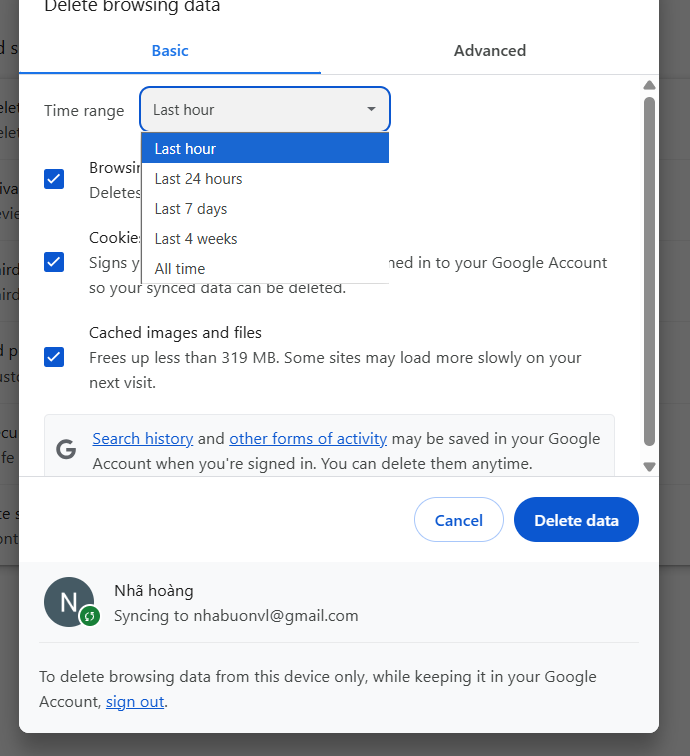 Delete browsing data
Basic
Advanced
Time range
Last hour
Last hour
Last 24 hours
Last 7 days
Last 4 weeks
All time
Deletes
Cookies
Signs y ned in to your Google Account
so your synced data can be deleted.
Cached images and files
Frees up less than 319 MB. Some sites may load more slowly on your
next visit.
G
Search history and other forms of activity may be saved in your Google
Account when you're signed in. You can delete them anytime.
Cancel
Delete data
N
Nhã hoàng
Syncing to nhabuonvl@gmail.com
To delete browsing data from this device only, while keeping it in your Google
Account, sign out.